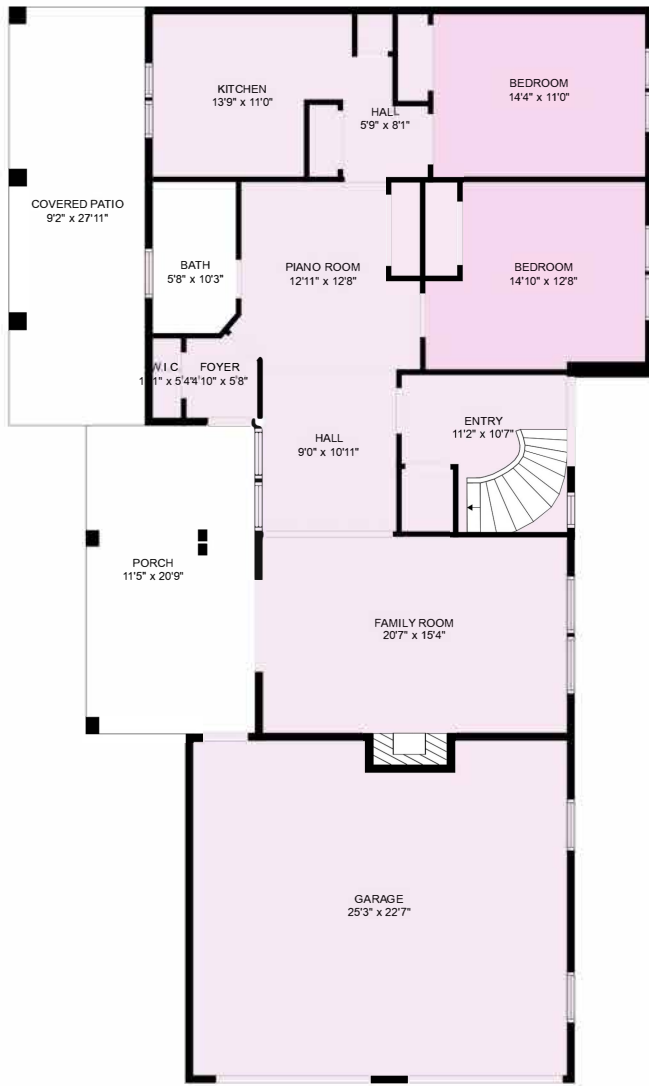 KITCHEN
13'9" x 11'0"
BEDROOM
14'4" x 11'0"
HALL
5'9" x 8'1"
COVERED PATIO
9'2" x 27'11"
BATH
5'8" x 10'3"
PIANO ROOM
12'11" x 12'8"
BEDROOM
14'10" x 12'8"
W.I.C
x 5'4"
FOYER
4'10" x 5'8"
HALL
9'0" x 10'11"
ENTRY
11'2" x 10'7"
PORCH
11'5" x 20'9"
FAMILY ROOM
20'7" x 15'4"
GARAGE
25'3" x 22'7"